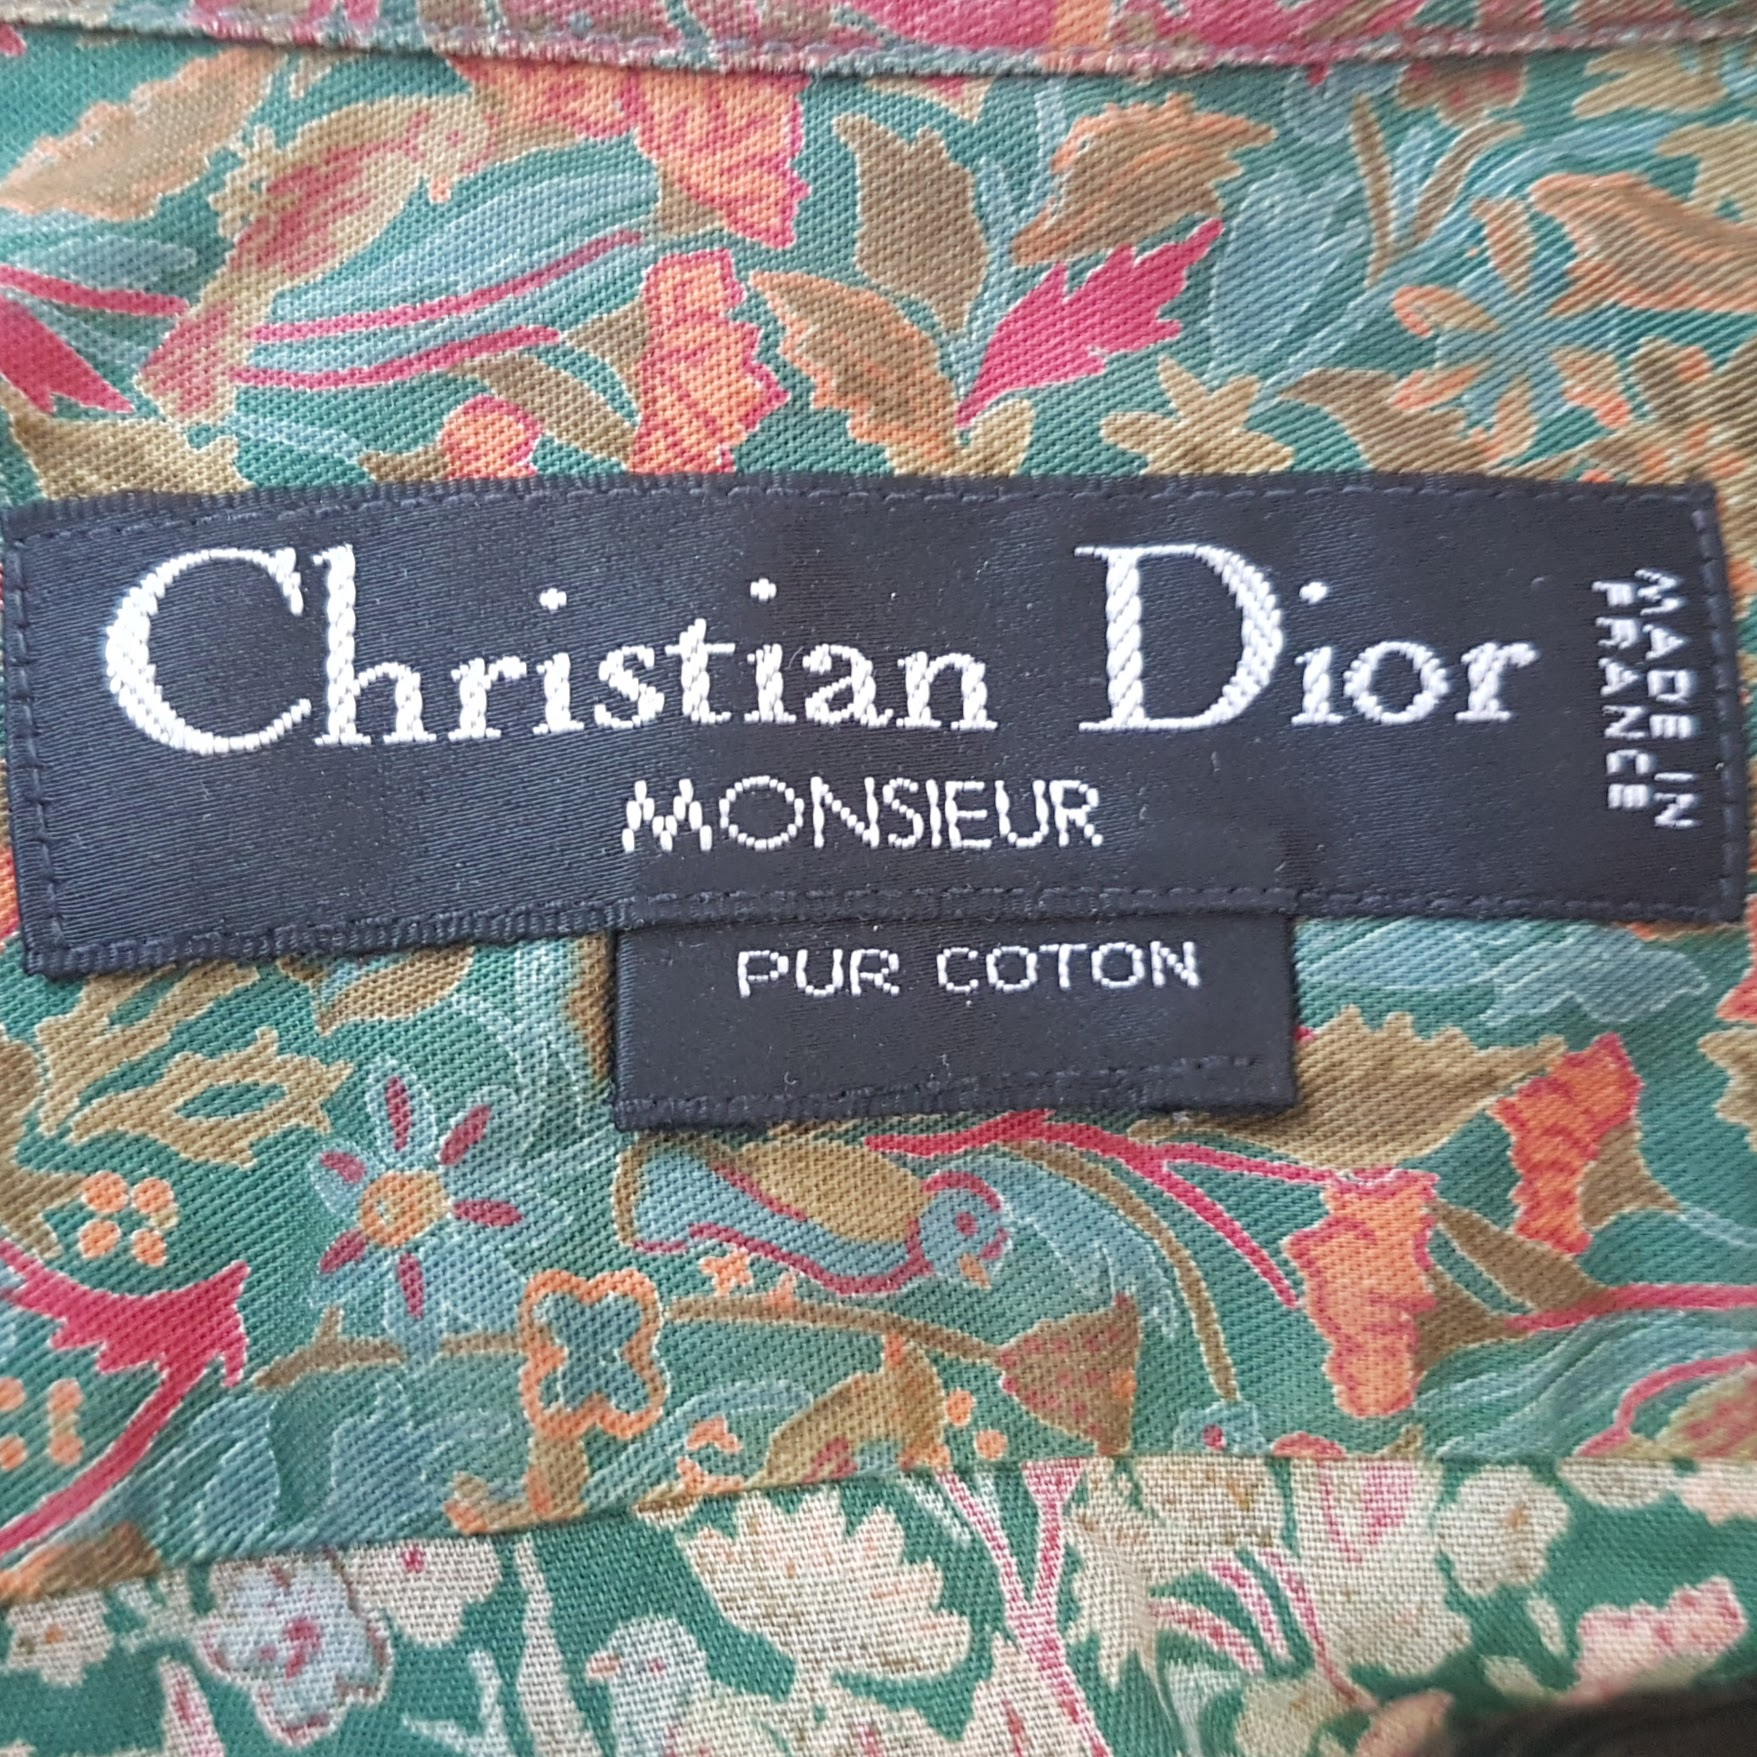 Christian Dior
MONSIEUR
MADE IN
FRANCE
PUR COTON